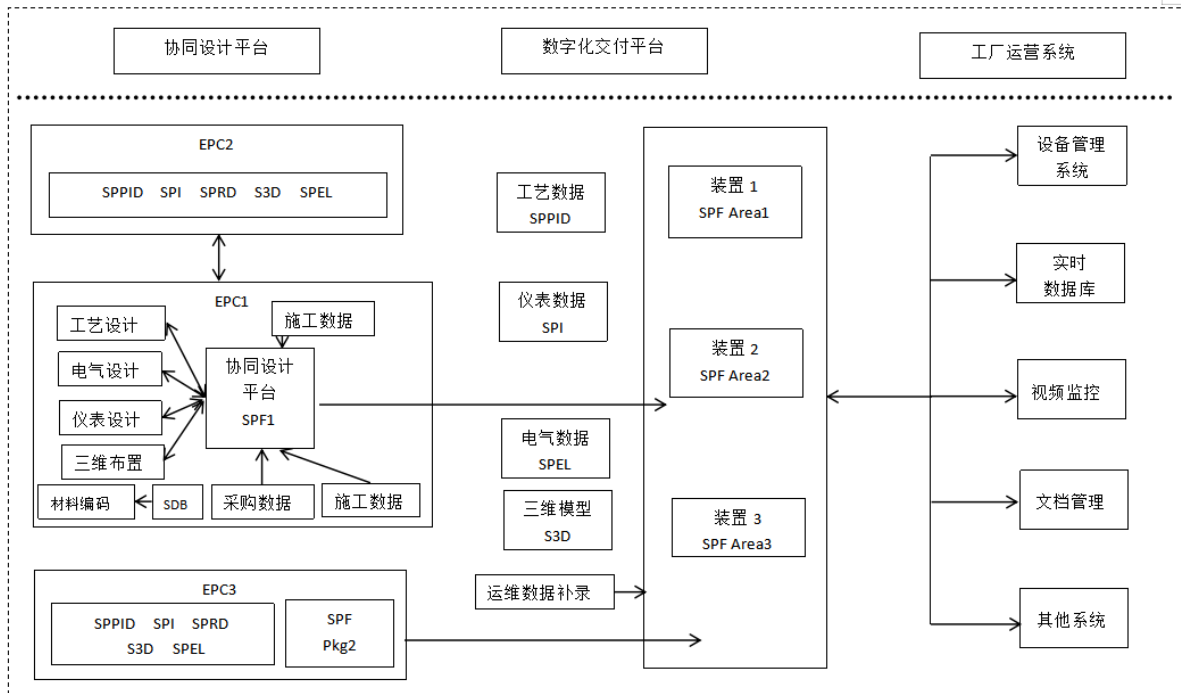 协同设计平台
数字化交付平台
工厂运营系统
EPC2
SPPID SPI SPRD S3D SPEL
EPC1
工艺设计
施工数据
电气设计
协同设计
平台
SPF1
仪表设计
三维布置
材料编码
SDB
采购数据
施工数据
EPC3
SPPID SPI SPRD
S3D SPEL
SPF
Pkg2
工艺数据
SPPID
仪表数据
SPI
电气数据
SPEL
三维模型
S3D
运维数据补录
装置 1
SPF Area1
装置 2
SPF Area2
装置 3
SPF Area3
设备管理
系统
实时
数据库
视频监控
文档管理
其他系统